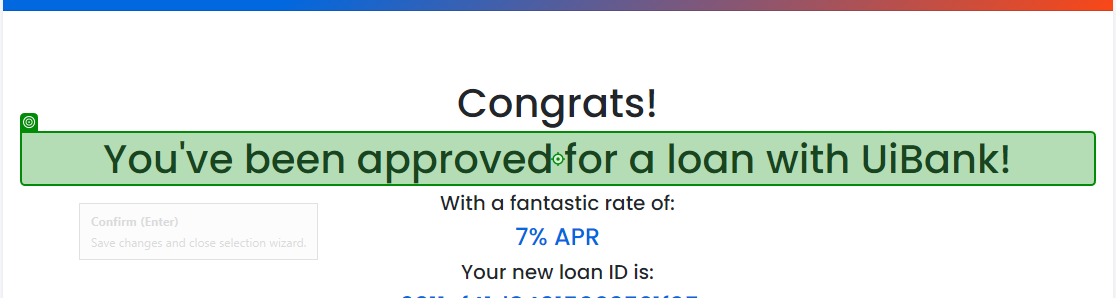 Congrats!
You've been approved for a loan with UiBank!
With a fantastic rate of:
Confirm (Enter)
Save changes and close selection wizard.
7% APR
Your new loan ID is: